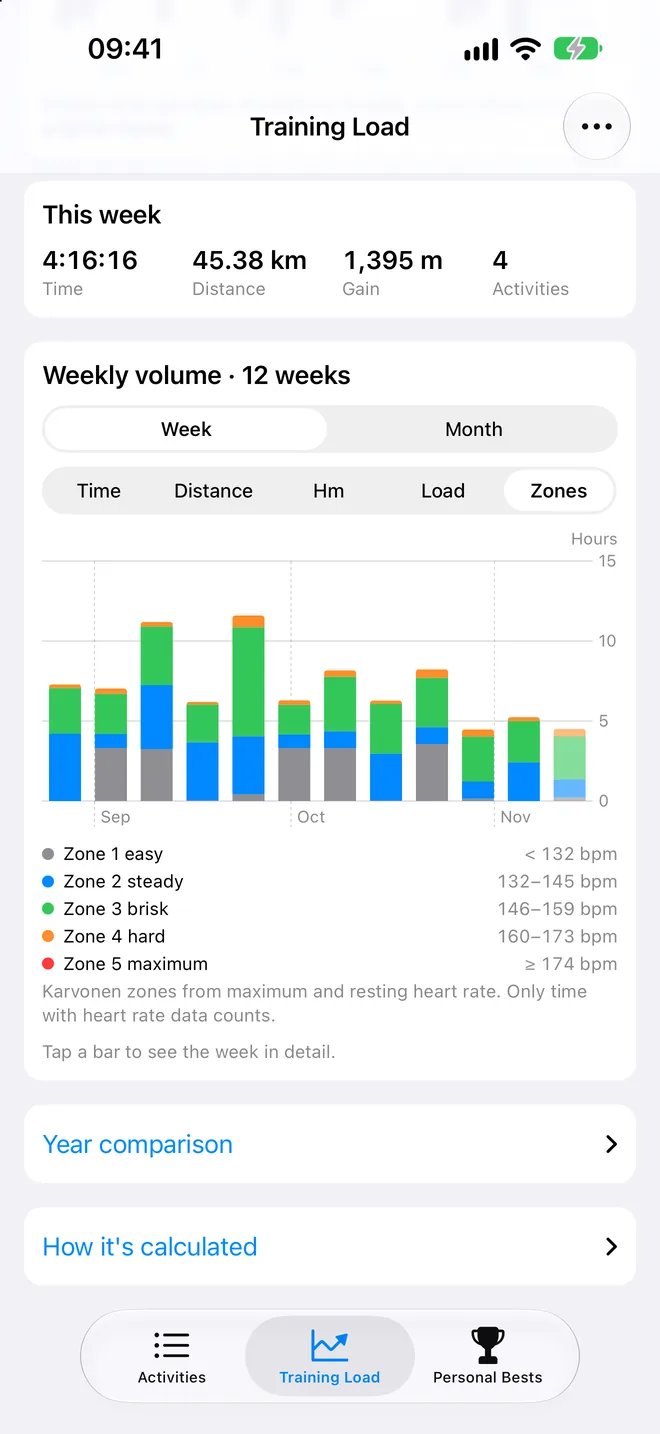 09:41
Training Load
This week
4:16:16 45.38 km 1,395 m 4
Time Distance Gain Activities
Weekly volume · 12 weeks
Week Month
Time Distance Hm Load Zones
Hours
15
10
5
0
Sep Oct Nov
Zone 1 easy < 132 bpm
Zone 2 steady 132–145 bpm
Zone 3 brisk 146–159 bpm
Zone 4 hard 160–173 bpm
Zone 5 maximum ≥ 174 bpm
Karvonen zones from maximum and resting heart rate. Only time
with heart rate data counts.
Tap a bar to see the week in detail.
Year comparison
How it's calculated
Activities Training Load Personal Bests